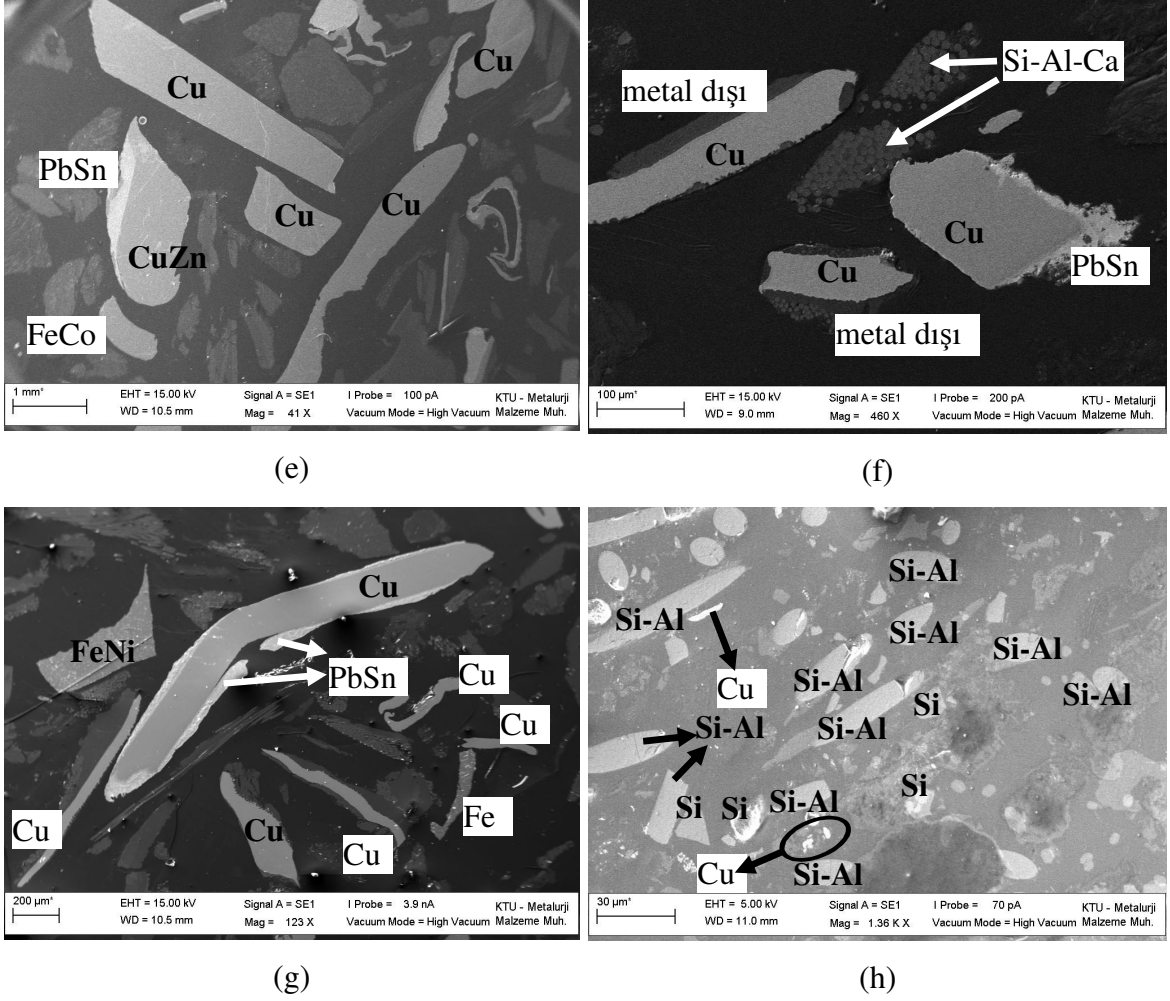 Cu
Cu
PbSn
Cu
Cu
CuZn
FeCo
1 mm*
EHT = 15.00 kV
WD = 10.5 mm
Signal A = SE1
Mag = 41 X
I Probe = 100 pA
Vacuum Mode = High Vacuum
KTU - Metalurji
Malzeme Muh.
(e)
Si-Al-Ca
metal dışı
Cu
Cu
Cu
PbSn
metal dışı
100 µm*
EHT = 15.00 kV
WD = 9.0 mm
Signal A = SE1
Mag = 460 X
I Probe = 200 pA
Vacuum Mode = High Vacuum
KTU - Metalurji
Malzeme Muh.
(f)
Cu
FeNi
PbSn
Cu
Cu
Cu
Cu
Cu
Fe
200 µm*
EHT = 15.00 kV
WD = 10.5 mm
Signal A = SE1
Mag = 123 X
I Probe = 3.9 nA
Vacuum Mode = High Vacuum
KTU - Metalurji
Malzeme Muh.
(g)
Si-Al
Si-Al
Si-Al
Si-Al
Cu
Si-Al
Si-Al
Si
Si-Al
Si-Al
Si
Si
Si
Si-Al
Cu
Si-Al
30 µm*
EHT = 5.00 kV
WD = 11.0 mm
Signal A = SE1
Mag = 1.36 K X
I Probe = 70 pA
Vacuum Mode = High Vacuum
KTU - Metalurji
Malzeme Muh.
(h)